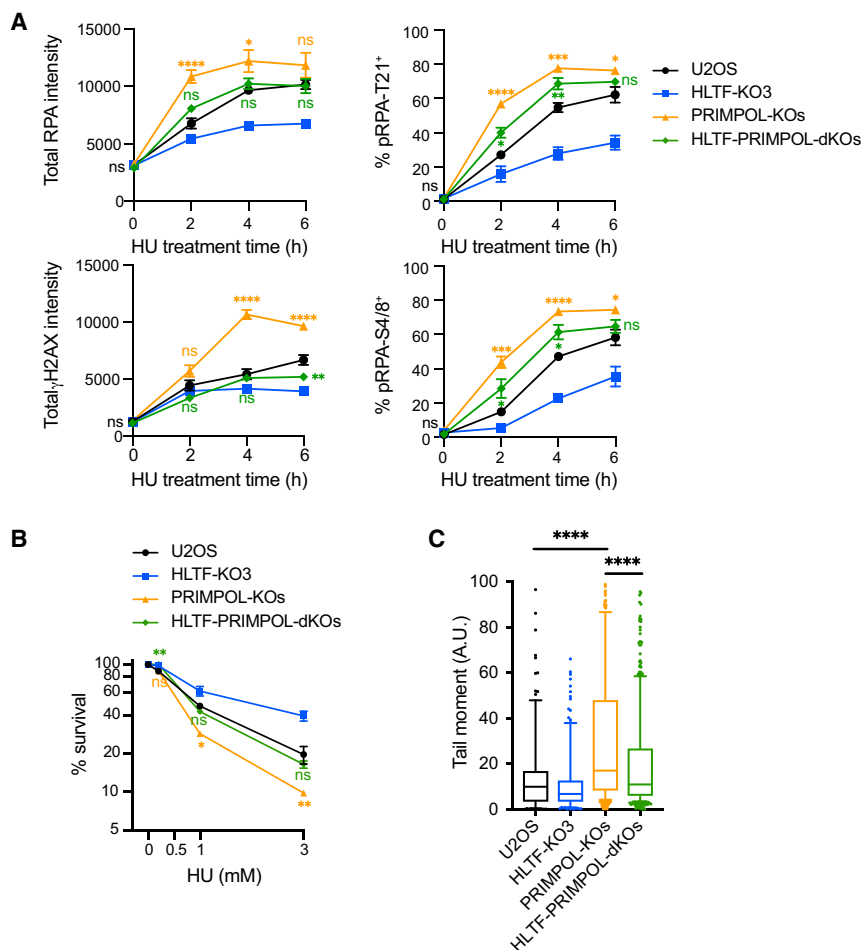 A
Total RPA intensity
15000
10000
5000
0
ns
****
*
ns
ns
ns
ns
0 2 4 6
HU treatment time (h)
% pRPA-T21+
100
80
60
40
20
0
ns
****
***
*
*
**
ns
0 2 4 6
HU treatment time (h)
U2OS
HLTF-KO3
PRIMPOL-KOs
HLTF-PRIMPOL-dKOs
Total γH2AX intensity
15000
10000
5000
0
ns
ns
****
****
ns
ns
**
0 2 4 6
HU treatment time (h)
% pRPA-S4/8+
100
80
60
40
20
0
ns
***
****
*
*
*
ns
0 2 4 6
HU treatment time (h)
B
U2OS
HLTF-KO3
PRIMPOL-KOs
HLTF-PRIMPOL-dKOs
% survival
100
80
60
40
20
10
5
**
ns
ns
*
ns
**
0 0.5 1 3
HU (mM)
C
****
****
Tail moment (A.U.)
100
80
60
40
20
0
U2OS
HLTF-KO3
PRIMPOL-KOs
HLTF-PRIMPOL-dKOs